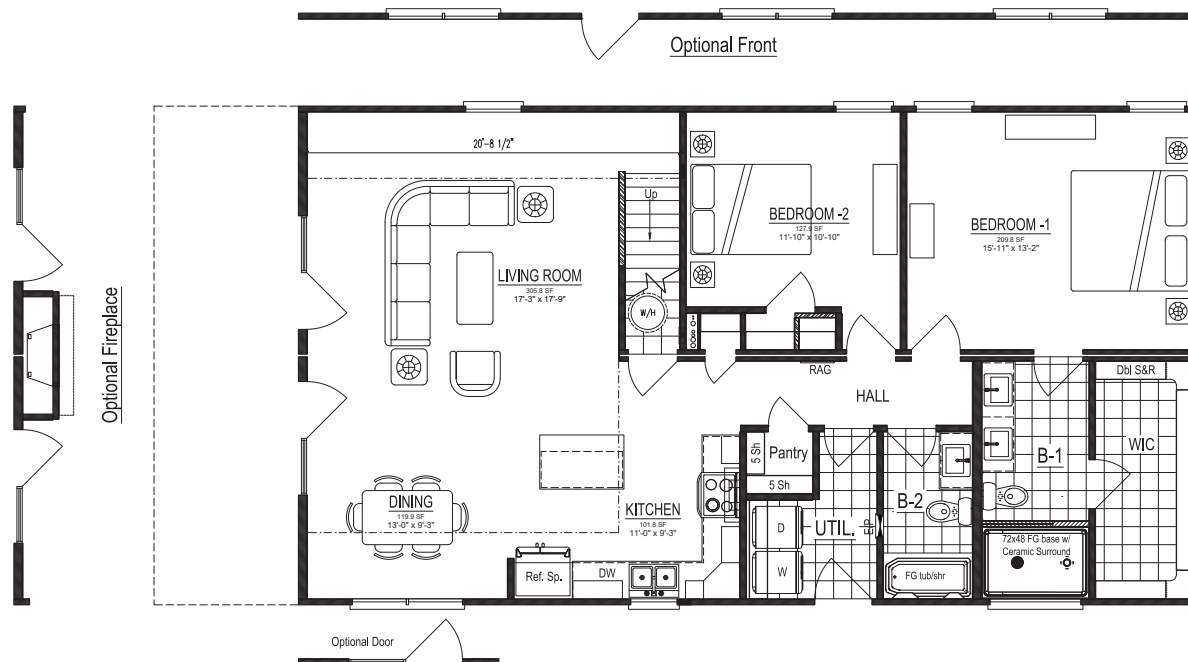 Optional Front
Optional Fireplace
20'-8 1/2"
Up
W/H
LIVING ROOM
305.8 SF
17'-3" x 17'-9"
BEDROOM -2
127.9 SF
11'-10" x 10'-10"
BEDROOM -1
209.8 SF
15'-11" x 13'-2"
RAG
HALL
Dbl S&R
WIC
B-1
5 Sh
Pantry
5 Sh
DINING
119.9 SF
13'-0" x 9'-3"
KITCHEN
101.8 SF
11'-0" x 9'-3"
D
W
UTIL.
E/P
B-2
FG tub/shr
72x48 FG base w/
Ceramic Surround
Ref. Sp.
DW
Optional Door